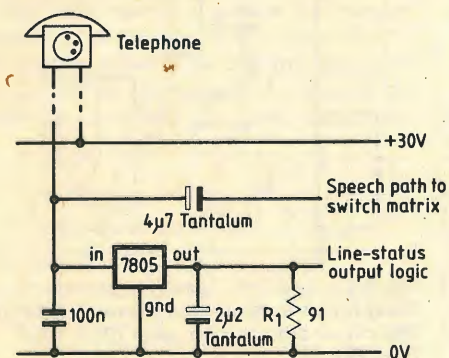 Telephone
+30V
Speech path to
switch matrix
4μ7 Tantalum
in
7805
out
Line-status
output logic
100n
gnd
2μ2
Tantalum
R₁
91
0V